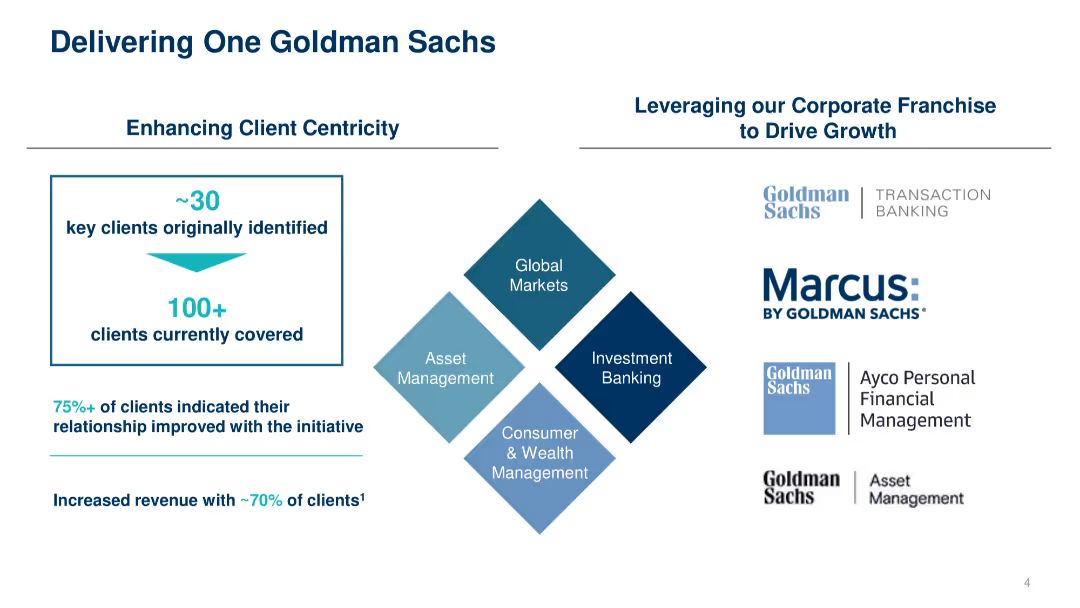 Delivering One Goldman Sachs
Enhancing Client Centricity
~30
key clients originally identified
100+
clients currently covered
75%+ of clients indicated their
relationship improved with the initiative
Increased revenue with ~70% of clients¹
Global
Markets
Asset
Management
Investment
Banking
Consumer
& Wealth
Management
Leveraging our Corporate Franchise
to Drive Growth
Goldman
Sachs
TRANSACTION
BANKING
Marcus:
BY GOLDMAN SACHS®
Goldman
Sachs
Ayco Personal
Financial
Management
Goldman
Sachs
Asset
Management
4